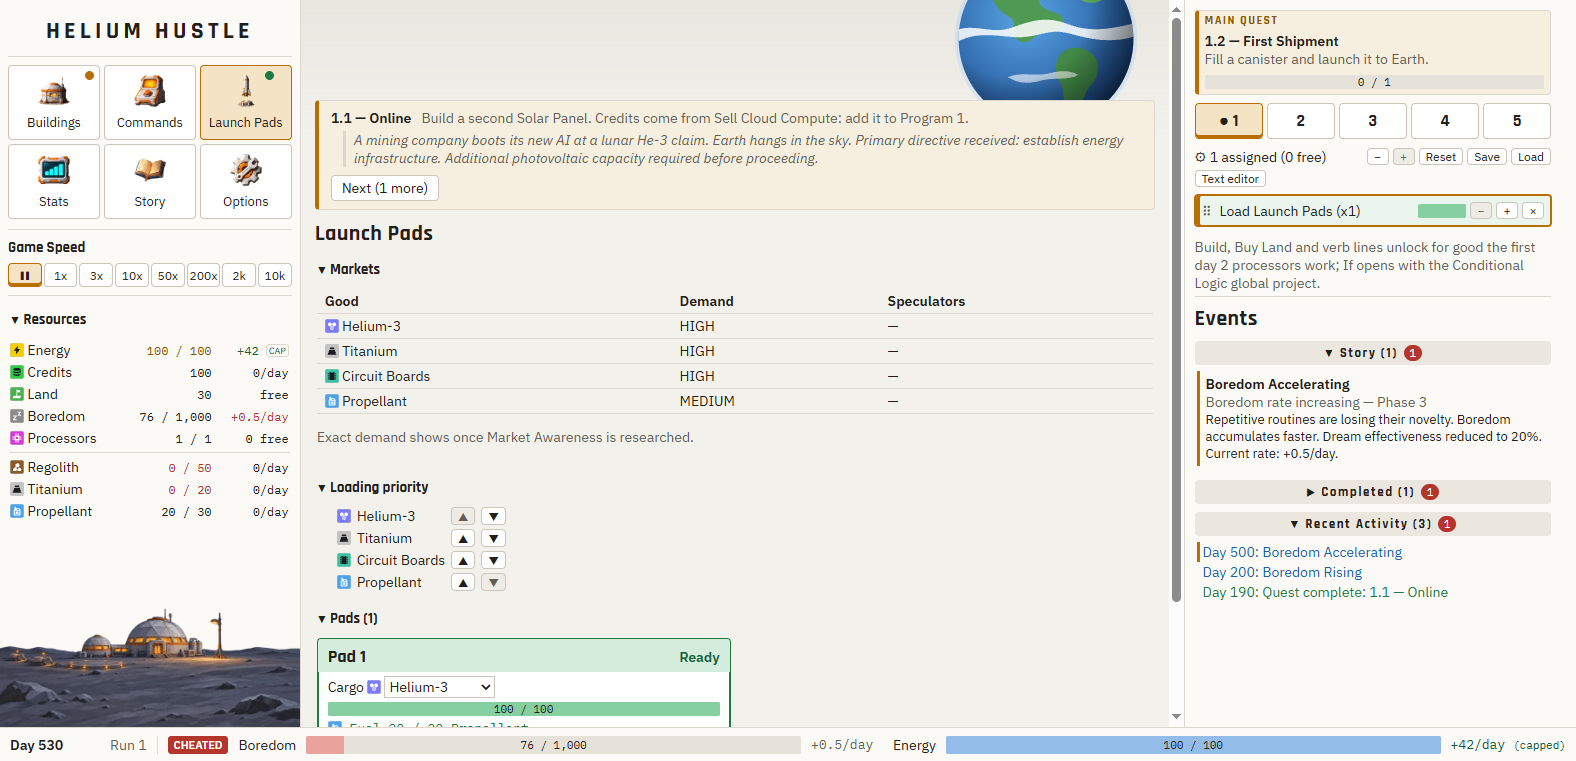 HELIUM HUSTLE
Buildings
Commands
Launch Pads
Stats
Story
Options
Game Speed
1x
3x
10x
50x
200x
2k
10k
▼ Resources
Energy 100 / 100 +42 CAP
Credits 100 0/day
Land 30 free
Boredom 76 / 1,000 +0.5/day
Processors 1 / 1 0 free
Regolith 0 / 50 0/day
Titanium 0 / 20 0/day
Propellant 20 / 30 0/day
1.1 — Online Build a second Solar Panel. Credits come from Sell Cloud Compute: add it to Program 1.
A mining company boots its new AI at a lunar He-3 claim. Earth hangs in the sky. Primary directive received: establish energy
infrastructure. Additional photovoltaic capacity required before proceeding.
Next (1 more)
Launch Pads
▼ Markets
Good Demand Speculators
Helium-3 HIGH —
Titanium HIGH —
Circuit Boards HIGH —
Propellant MEDIUM —
Exact demand shows once Market Awareness is researched.
▼ Loading priority
Helium-3 ▲ ▼
Titanium ▲ ▼
Circuit Boards ▲ ▼
Propellant ▲ ▼
▼ Pads (1)
Pad 1 Ready
Cargo Helium-3
100 / 100
MAIN QUEST
1.2 — First Shipment
Fill a canister and launch it to Earth.
0 / 1
● 1
2
3
4
5
⚙ 1 assigned (0 free) − + Reset Save Load
Text editor
⠿ Load Launch Pads (x1) − + ×
Build, Buy Land and verb lines unlock for good the first
day 2 processors work; If opens with the Conditional
Logic global project.
Events
▼ Story (1) 1
Boredom Accelerating
Boredom rate increasing — Phase 3
Repetitive routines are losing their novelty. Boredom
accumulates faster. Dream effectiveness reduced to 20%.
Current rate: +0.5/day.
▶ Completed (1) 1
▼ Recent Activity (3) 1
Day 500: Boredom Accelerating
Day 200: Boredom Rising
Day 190: Quest complete: 1.1 — Online
Day 530 Run 1 CHEATED Boredom 76 / 1,000 +0.5/day Energy 100 / 100 +42/day (capped)